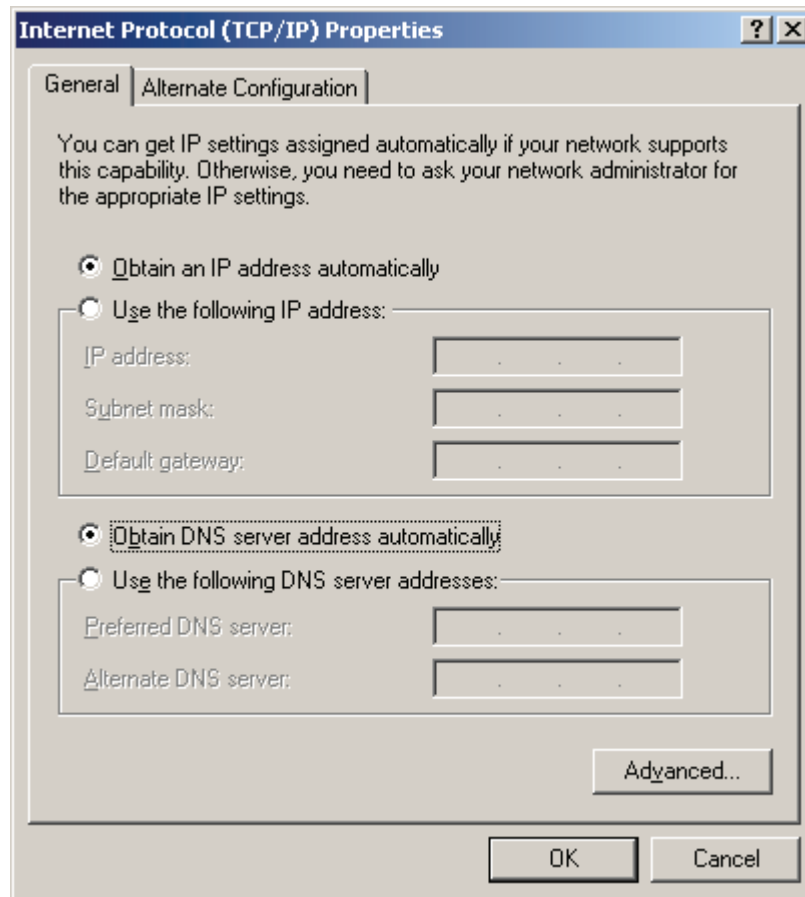 Internet Protocol (TCP/IP) Properties
General Alternate Configuration
You can get IP settings assigned automatically if your network supports
this capability. Otherwise, you need to ask your network administrator for
the appropriate IP settings.
Obtain an IP address automatically
Use the following IP address:
IP address:
Subnet mask:
Default gateway:
Obtain DNS server address automatically
Use the following DNS server addresses:
Preferred DNS server:
Alternate DNS server:
Advanced...
OK Cancel